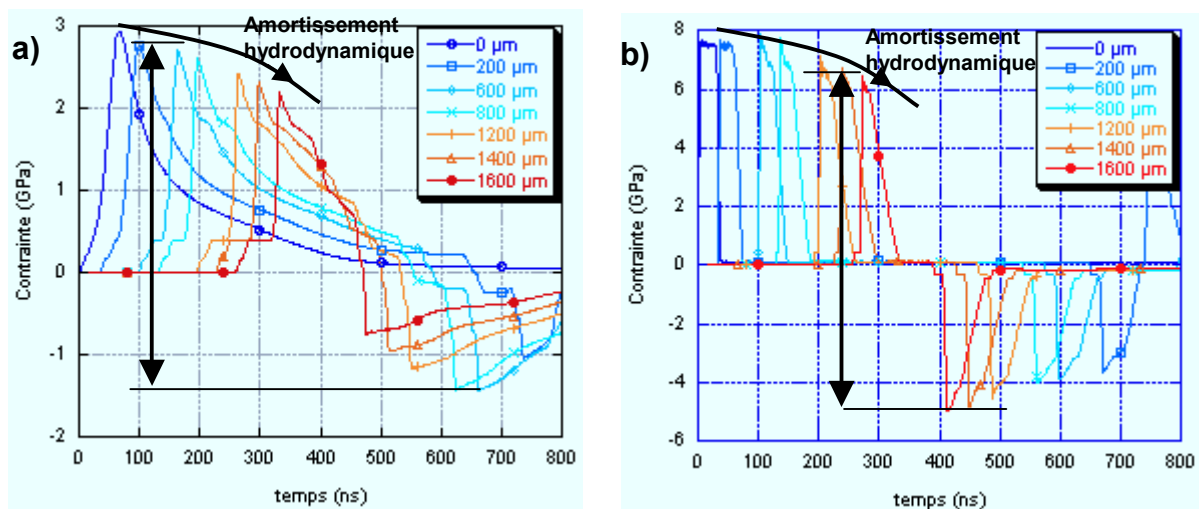 a)
Amortissement
hydrodynamique
0 µm
200 µm
600 µm
800 µm
1200 µm
1400 µm
1600 µm
3
2
1
0
-1
-2
Contrainte (GPa)
0 100 200 300 400 500 600 700 800
temps (ns)
b)
Amortissement
hydrodynamique
0 µm
200 µm
600 µm
800 µm
1200 µm
1400 µm
1600 µm
8
6
4
2
0
-2
-4
-6
Contrainte (GPa)
0 100 200 300 400 500 600 700 800
temps (ns)